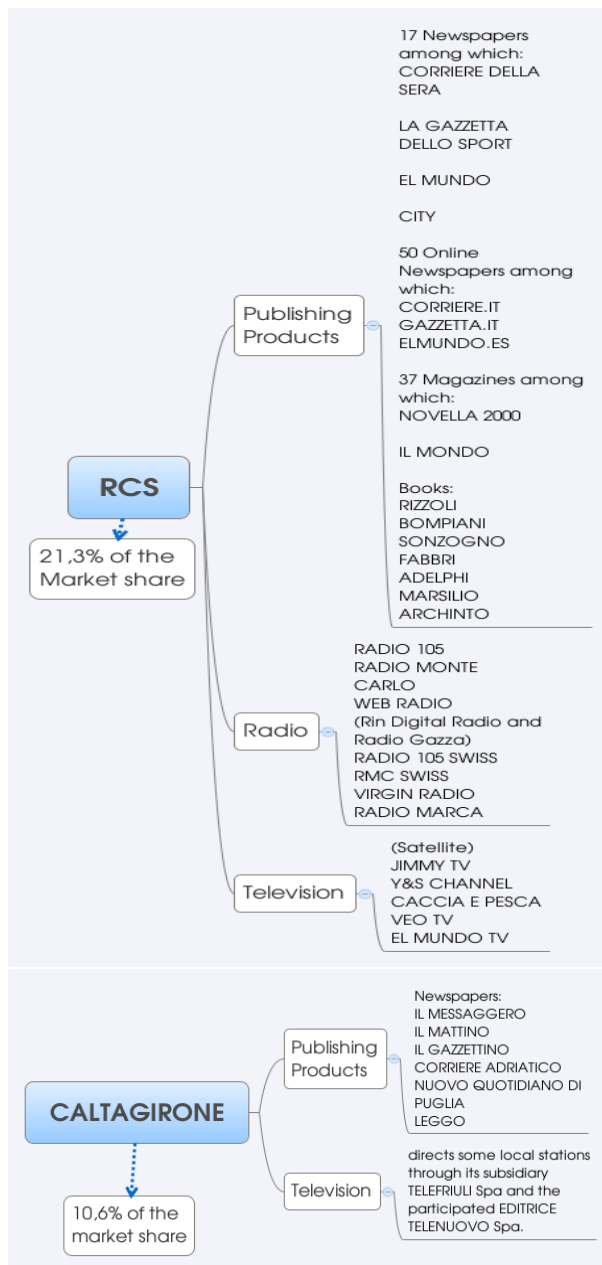 17 Newspapers
among which:
CORRIERE DELLA
SERA
LA GAZZETTA
DELLO SPORT
EL MUNDO
CITY
50 Online
Newspapers among
which:
CORRIERE.IT
GAZZETTA.IT
ELMUNDO.ES
37 Magazines among
which:
NOVELLA 2000
IL MONDO
Books:
RIZZOLI
BOMPIANI
SONZOGNO
FABBRI
ADELPHI
MARSILIO
ARCHINTO
Publishing
Products
RCS
21,3% of the
Market share
RADIO 105
RADIO MONTE
CARLO
WEB RADIO
(Rin Digital Radio and
Radio Gazza)
RADIO 105 SWISS
RMC SWISS
VIRGIN RADIO
RADIO MARCA
Radio
(Satellite)
JIMMY TV
Y&S CHANNEL
CACCIA E PESCA
VEO TV
EL MUNDO TV
Television
Newspapers:
IL MESSAGGERO
IL MATTINO
IL GAZZETTINO
CORRIERE ADRIATICO
NUOVO QUOTIDIANO DI
PUGLIA
LEGGO
Publishing
Products
CALTAGIRONE
directs some local stations
through its subsidiary
TELEFRIULI Spa and the
participated EDITRICE
TELENUOVO Spa.
Television
10,6% of the
market share